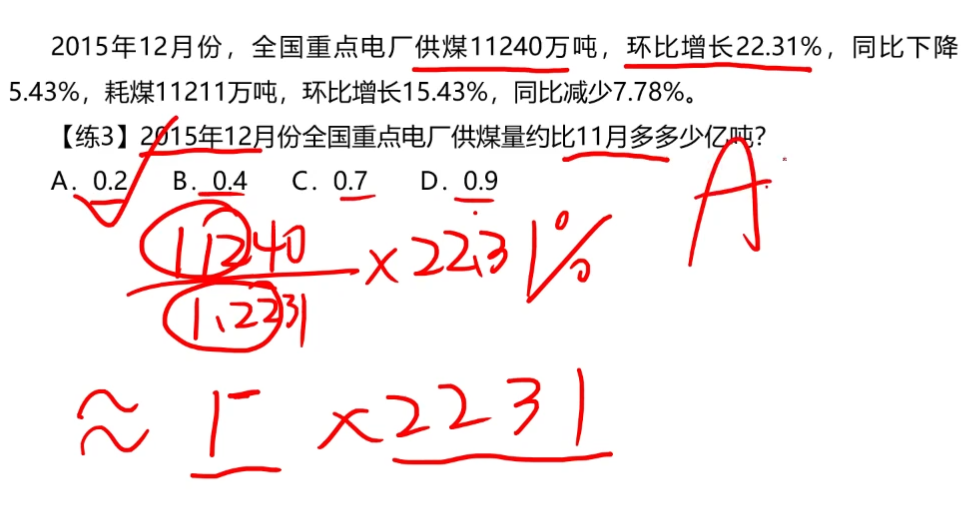 2015年12月份，全国重点电厂供煤11240万吨，环比增长22.31%，同比下降
5.43%，耗煤11211万吨，环比增长15.43%，同比减少7.78%。
【练3】2015年12月份全国重点电厂供煤量约比11月多多少亿吨？
A．0.2 B．0.4 C．0.7 D．0.9
A
11240
×22.31%
1.2231
≈ 1 ×2231